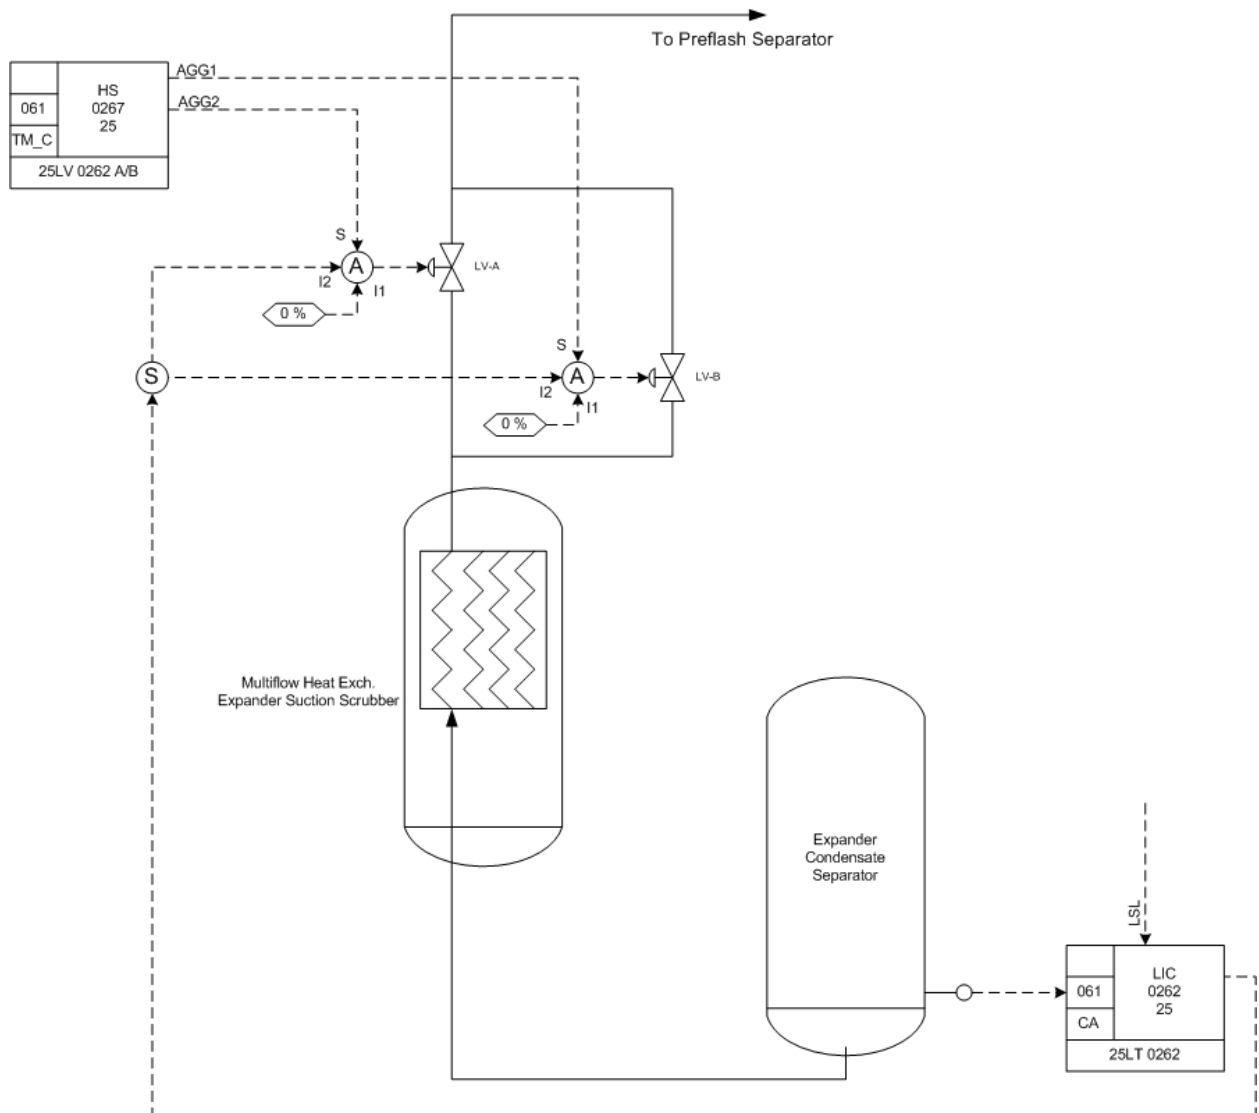 To Preflash Separator
AGG1
AGG2
HS
0267
25
061
TM_C
25LV 0262 A/B
S
A
I2
I1
LV-A
0 %
S
S
A
I2
I1
LV-B
0 %
Multiflow Heat Exch.
Expander Suction Scrubber
Expander
Condensate
Separator
LSL
LIC
0262
25
061
CA
25LT 0262